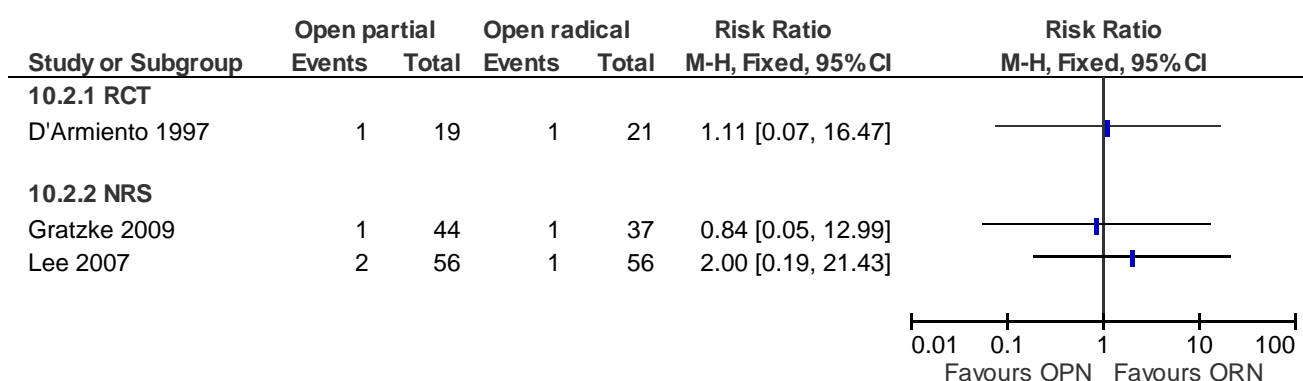 Open partial Open radical Risk Ratio Risk Ratio
Study or Subgroup Events Total Events Total M-H, Fixed, 95% CI M-H, Fixed, 95% CI
10.2.1 RCT
D'Armiento 1997 1 19 1 21 1.11 [0.07, 16.47]
10.2.2 NRS
Gratzke 2009 1 44 1 37 0.84 [0.05, 12.99]
Lee 2007 2 56 1 56 2.00 [0.19, 21.43]
0.01 0.1 1 10 100
Favours OPN Favours ORN